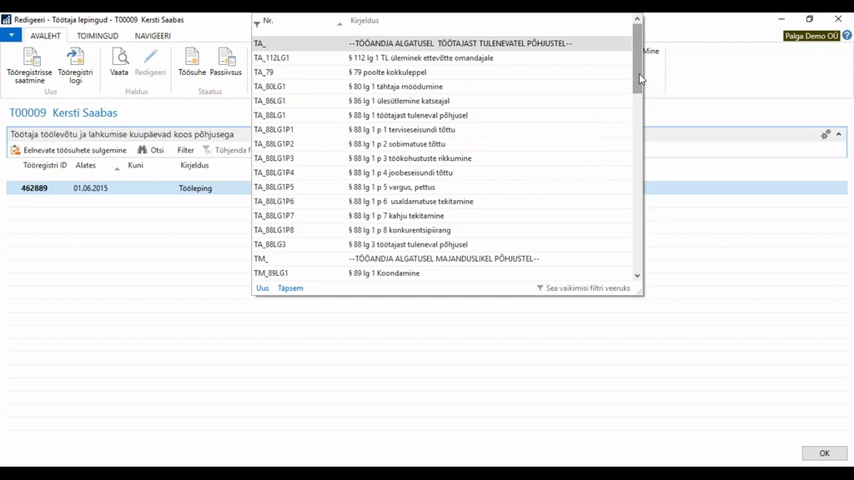 Redigeeri - Töötaja lepingud - T00009 Kersti Saabas
AVALEHT TOIMINGUD NAVIGEERI
Palga Demo OÜ
Tööregistrisse saatmine
Tööregistri logi
Vaata
Redigeeri
Töösuhe
Passiivsus
Mine
Uus
Haldus
Staatus
T00009 Kersti Saabas
Töötaja töölevõtu ja lahkumise kuupäevad koos põhjusega
Eelnevate töösuhete sulgemine Otsi Filter Tühjenda f
Tööregistri ID Alates Kuni Kirjeldus
462889 01.06.2015 Tööleping
Nr. Kirjeldus
TA_ --TÖÖANDJA ALGATUSEL TÖÖTAJAST TULENEVATEL PÕHJUSTEL--
TA_112LG1 § 112 lg 1 TL üleminek ettevõtte omandajale
TA_79 § 79 poolte kokkuleppel
TA_80LG1 § 80 lg 1 tähtaja möödumine
TA_86LG1 § 86 lg 1 ülesütlemine katseajal
TA_88LG1 § 88 lg 1 töötajast tuleneval põhjusel
TA_88LG1P1 § 88 lg 1 p 1 terviseseisundi tõttu
TA_88LG1P2 § 88 lg 1 p 2 sobimatuse tõttu
TA_88LG1P3 § 88 lg 1 p 3 töökohustuste rikkumine
TA_88LG1P4 § 88 lg 1 p 4 joobeseisundi tõttu
TA_88LG1P5 § 88 lg 1 p 5 vargus, pettus
TA_88LG1P6 § 88 lg 1 p 6 usaldamatuse tekitamine
TA_88LG1P7 § 88 lg 1 p 7 kahju tekitamine
TA_88LG1P8 § 88 lg 1 p 8 konkurentsipiirang
TA_88LG3 § 88 lg 3 töötajast tuleneval põhjusel
TM_ --TÖÖANDJA ALGATUSEL MAJANDUSLIKEL PÕHJUSTEL--
TM_89LG1 § 89 lg 1 Koondamine
Uus Täpsem Sea vaikimisi filtri veeruks
OK